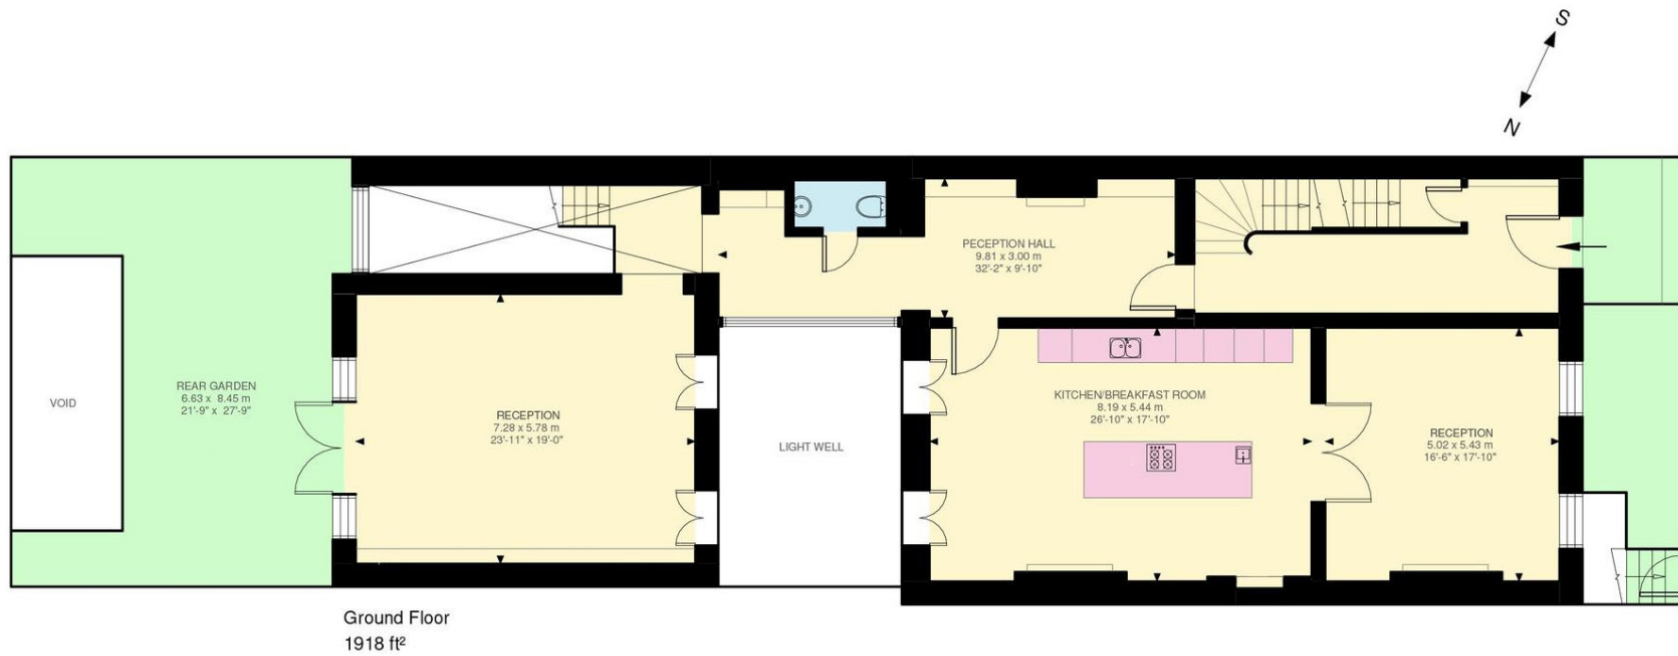 S
N
PECEPTION HALL
9.81 x 3.00 m
32'-2" x 9'-10"
REAR GARDEN
6.63 x 8.45 m
21'-9" x 27'-9"
VOID
RECEPTION
7.28 x 5.78 m
23'-11" x 19'-0"
LIGHT WELL
KITCHEN/BREAKFAST ROOM
8.19 x 5.44 m
26'-10" x 17'-10"
RECEPTION
5.02 x 5.43 m
16'-6" x 17'-10"
Ground Floor
1918 ft²